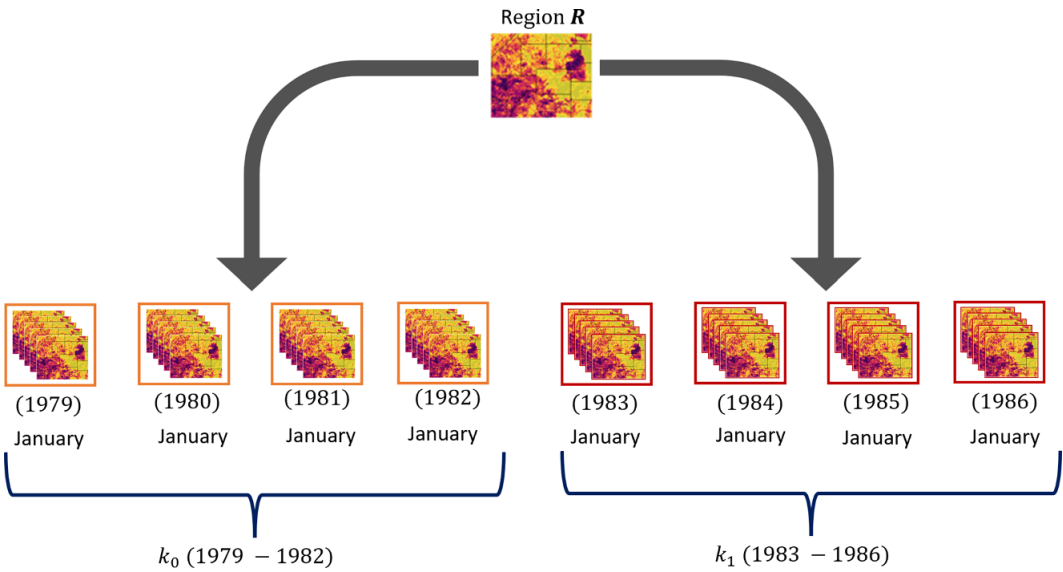 Region R
(1979) (1980) (1981) (1982) (1983) (1984) (1985) (1986)
January January January January January January January January
k₀ (1979 − 1982) k₁ (1983 − 1986)